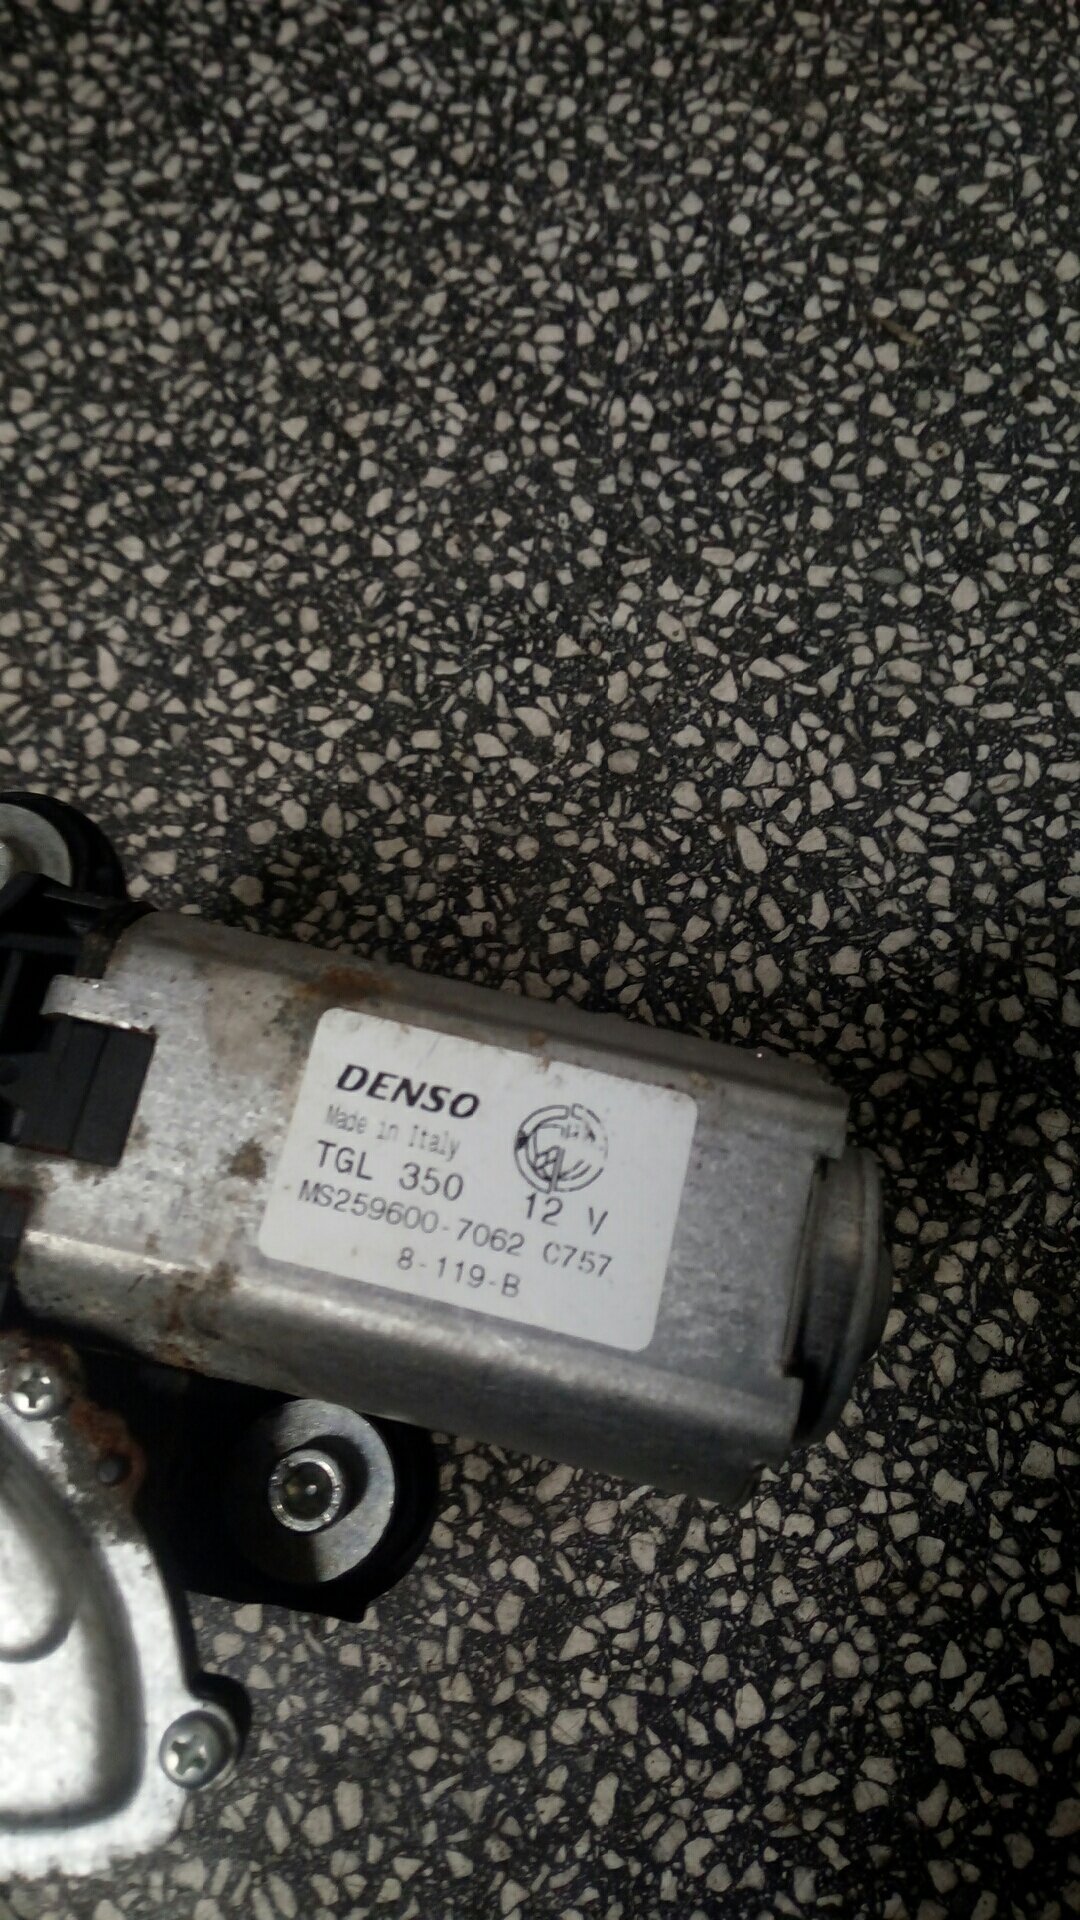 DENSO
Made in Italy
TGL 350 12 V
MS259600-7062 C757
8-119-B